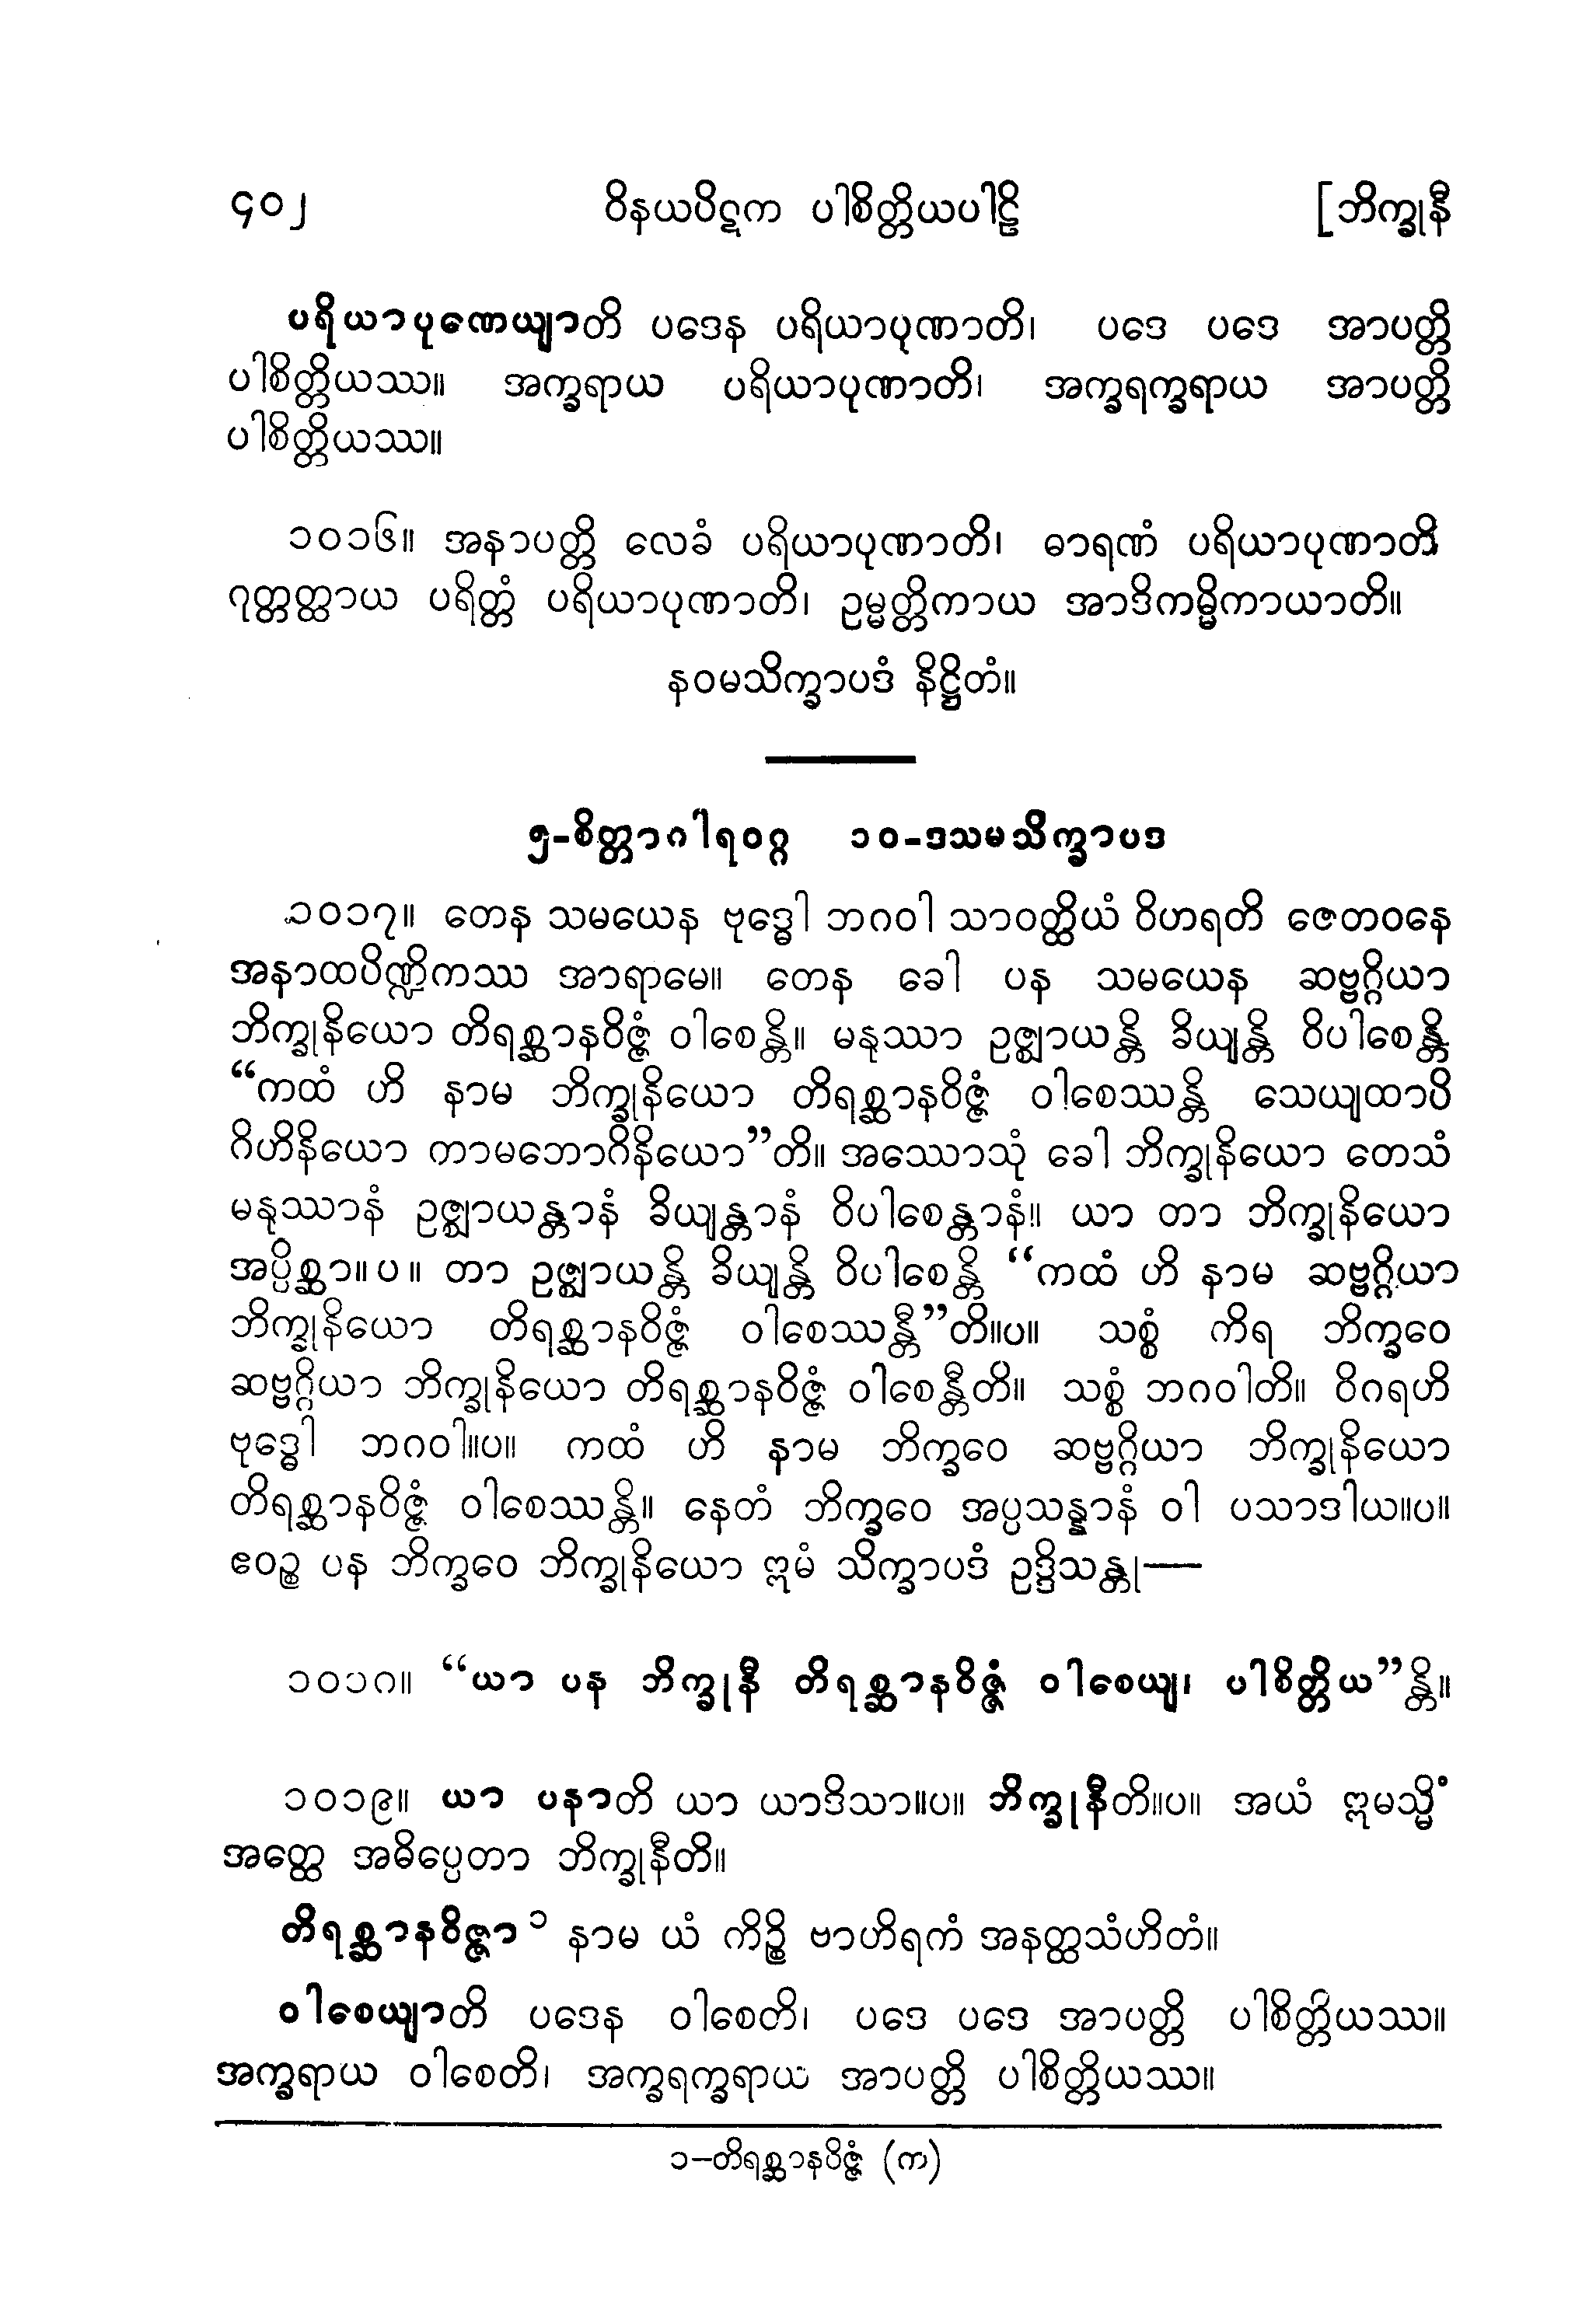 ၄၀၂ ဝိနယပိဋက ပါစိတ္တိယပါဠိ [ဘိက္ခုနီ
ပရိယာပုဏေယျာတိ ပဒေန ပရိယာပုဏာတိ၊ ပဒေ ပဒေ အာပတ္တိ
ပါစိတ္တိယဿ။ အက္ခရာယ ပရိယာပုဏာတိ၊ အက္ခရက္ခရာယ အာပတ္တိ
ပါစိတ္တိယဿ။
၁၀၁၆။ အနာပတ္တိ လေခံ ပရိယာပုဏာတိ၊ ဓာရဏံ ပရိယာပုဏာတိ
ဂုတ္တတ္ထာယ ပရိတ္တံ ပရိယာပုဏာတိ၊ ဥမ္မတ္တိကာယ အာဒိကမ္မိကာယာတိ။
နဝမသိက္ခာပဒံ နိဋ္ဌိတံ။
၅-စိတ္တာဂါရဝဂ္ဂ ၁၀-ဒသမသိက္ခာပဒ
၁၀၁၇။ တေန သမယေန ဗုဒ္ဓေါ ဘဂဝါ သာဝတ္ထိယံ ဝိဟရတိ ဇေတဝနေ
အနာထပိဏ္ဍိကဿ အာရာမေ။ တေန ခေါ ပန သမယေန ဆဗ္ဗဂ္ဂိယာ
ဘိက္ခုနိယော တိရစ္ဆာနဝိဇ္ဇံ ဝါစေန္တိ။ မနုဿာ ဥဇ္ဈာယန္တိ ခိယျန္တိ ဝိပါစေန္တိ
“ကထံ ဟိ နာမ ဘိက္ခုနိယော တိရစ္ဆာနဝိဇ္ဇံ ဝါစေဿန္တိ သေယျထာပိ
ဂိဟိနိယော ကာမဘောဂိနိယော”တိ။ အဿောသုံ ခေါ ဘိက္ခုနိယော တေသံ
မနုဿာနံ ဥဇ္ဈာယန္တာနံ ခိယျန္တာနံ ဝိပါစေန္တာနံ။ ယာ တာ ဘိက္ခုနိယော
အပ္ပိစ္ဆာ။ပ။ တာ ဥဇ္ဈာယန္တိ ခိယျန္တိ ဝိပါစေန္တိ “ကထံ ဟိ နာမ ဆဗ္ဗဂ္ဂိယာ
ဘိက္ခုနိယော တိရစ္ဆာနဝိဇ္ဇံ ဝါစေဿန္တီ”တိ။ပ။ သစ္စံ ကိရ ဘိက္ခဝေ
ဆဗ္ဗဂ္ဂိယာ ဘိက္ခုနိယော တိရစ္ဆာနဝိဇ္ဇံ ဝါစေန္တီတိ။ သစ္စံ ဘဂဝါတိ။ ဝိဂရဟိ
ဗုဒ္ဓေါ ဘဂဝါ။ပ။ ကထံ ဟိ နာမ ဘိက္ခဝေ ဆဗ္ဗဂ္ဂိယာ ဘိက္ခုနိယော
တိရစ္ဆာနဝိဇ္ဇံ ဝါစေဿန္တိ။ နေတံ ဘိက္ခဝေ အပ္ပသန္နာနံ ဝါ ပသာဒါယ။ပ။
ဧဝဉ္စ ပန ဘိက္ခဝေ ဘိက္ခုနိယော ဣမံ သိက္ခာပဒံ ဥဒ္ဒိသန္တု—
၁၀၁၈။ “ယာ ပန ဘိက္ခုနီ တိရစ္ဆာနဝိဇ္ဇံ ဝါစေယျ၊ ပါစိတ္တိယ”န္တိ။
၁၀၁၉။ ယာ ပနာတိ ယာ ယာဒိသာ။ပ။ ဘိက္ခုနီတိ။ပ။ အယံ ဣမသ္မိံ
အတ္ထေ အဓိပ္ပေတာ ဘိက္ခုနီတိ။
တိရစ္ဆာနဝိဇ္ဇာ ၁ နာမ ယံ ကိဉ္စိ ဗာဟိရကံ အနတ္ထသံဟိတံ။
ဝါစေယျာတိ ပဒေန ဝါစေတိ၊ ပဒေ ပဒေ အာပတ္တိ ပါစိတ္တိယဿ။
အက္ခရာယ ဝါစေတိ၊ အက္ခရက္ခရာယ အာပတ္တိ ပါစိတ္တိယဿ။
၁–တိရစ္ဆာနဝိဇ္ဇံ (က)